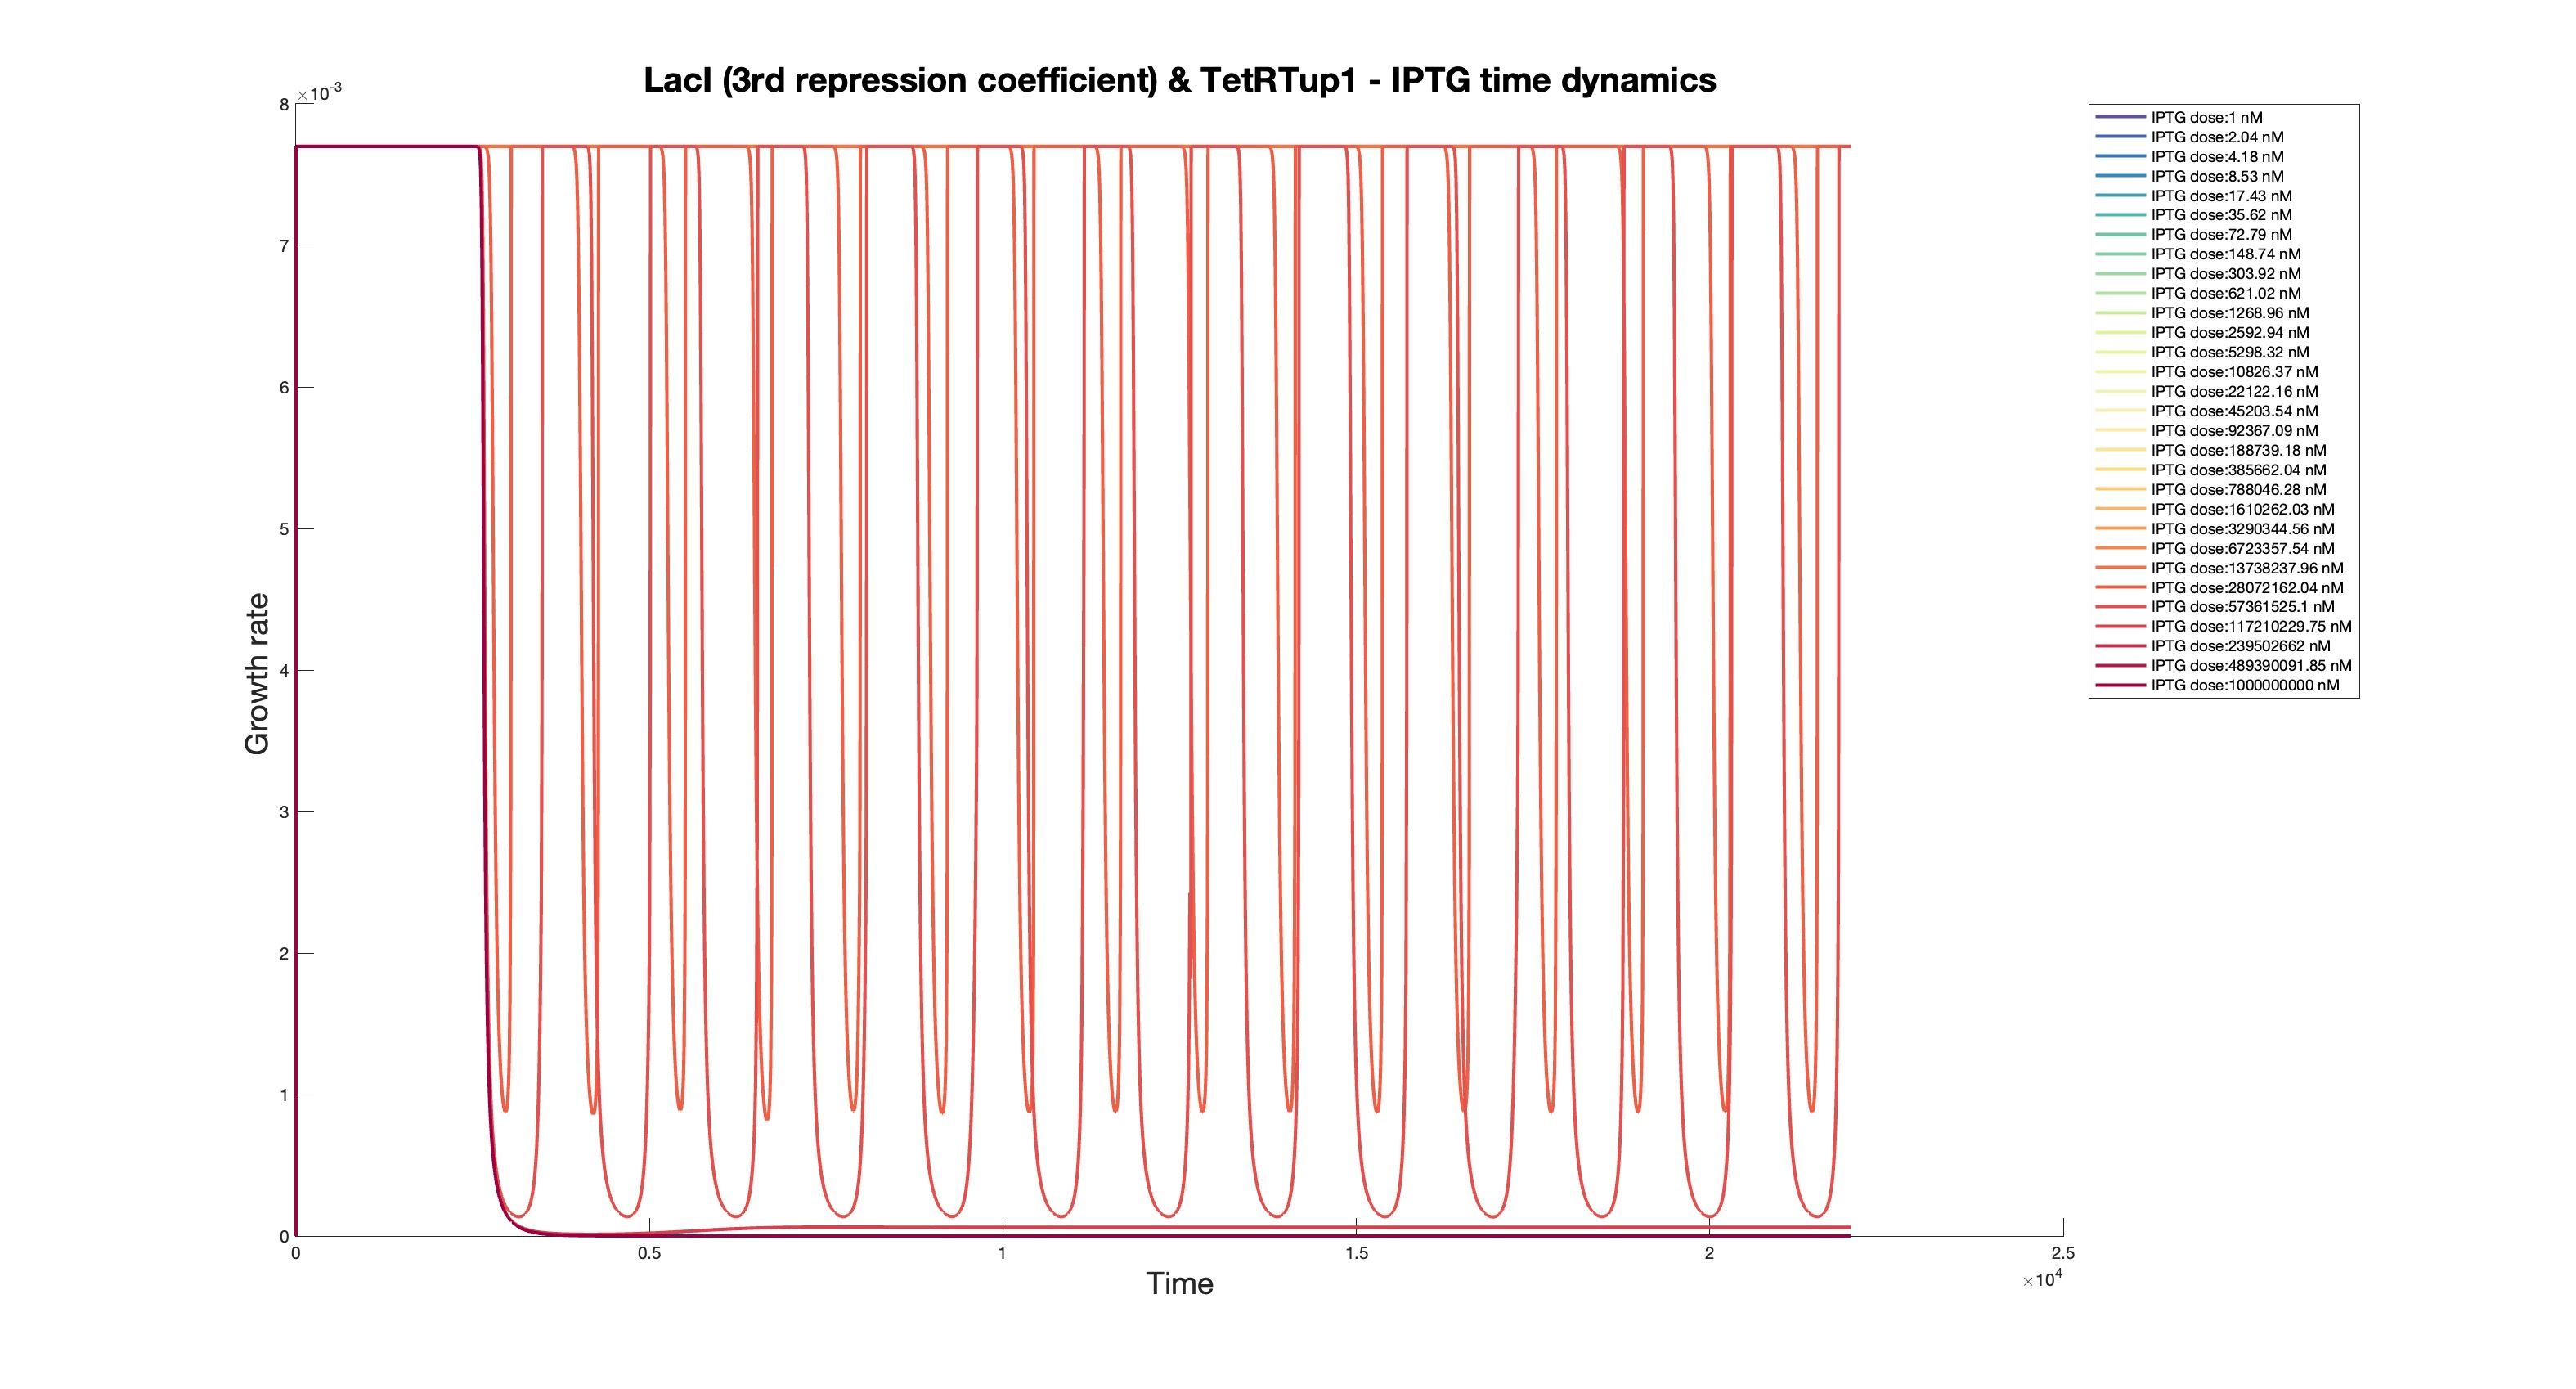 LacI (3rd repression coefficient) & TetRTup1 - IPTG time dynamics
×10-3
8
7
6
5
4
3
2
1
0
Growth rate
0 0.5 1 1.5 2 2.5
×104
Time
IPTG dose:1 nM
IPTG dose:2.04 nM
IPTG dose:4.18 nM
IPTG dose:8.53 nM
IPTG dose:17.43 nM
IPTG dose:35.62 nM
IPTG dose:72.79 nM
IPTG dose:148.74 nM
IPTG dose:303.92 nM
IPTG dose:621.02 nM
IPTG dose:1268.96 nM
IPTG dose:2592.94 nM
IPTG dose:5298.32 nM
IPTG dose:10826.37 nM
IPTG dose:22122.16 nM
IPTG dose:45203.54 nM
IPTG dose:92367.09 nM
IPTG dose:188739.18 nM
IPTG dose:385662.04 nM
IPTG dose:788046.28 nM
IPTG dose:1610262.03 nM
IPTG dose:3290344.56 nM
IPTG dose:6723357.54 nM
IPTG dose:13738237.96 nM
IPTG dose:28072162.04 nM
IPTG dose:57361525.1 nM
IPTG dose:117210229.75 nM
IPTG dose:239502662 nM
IPTG dose:489390091.85 nM
IPTG dose:1000000000 nM